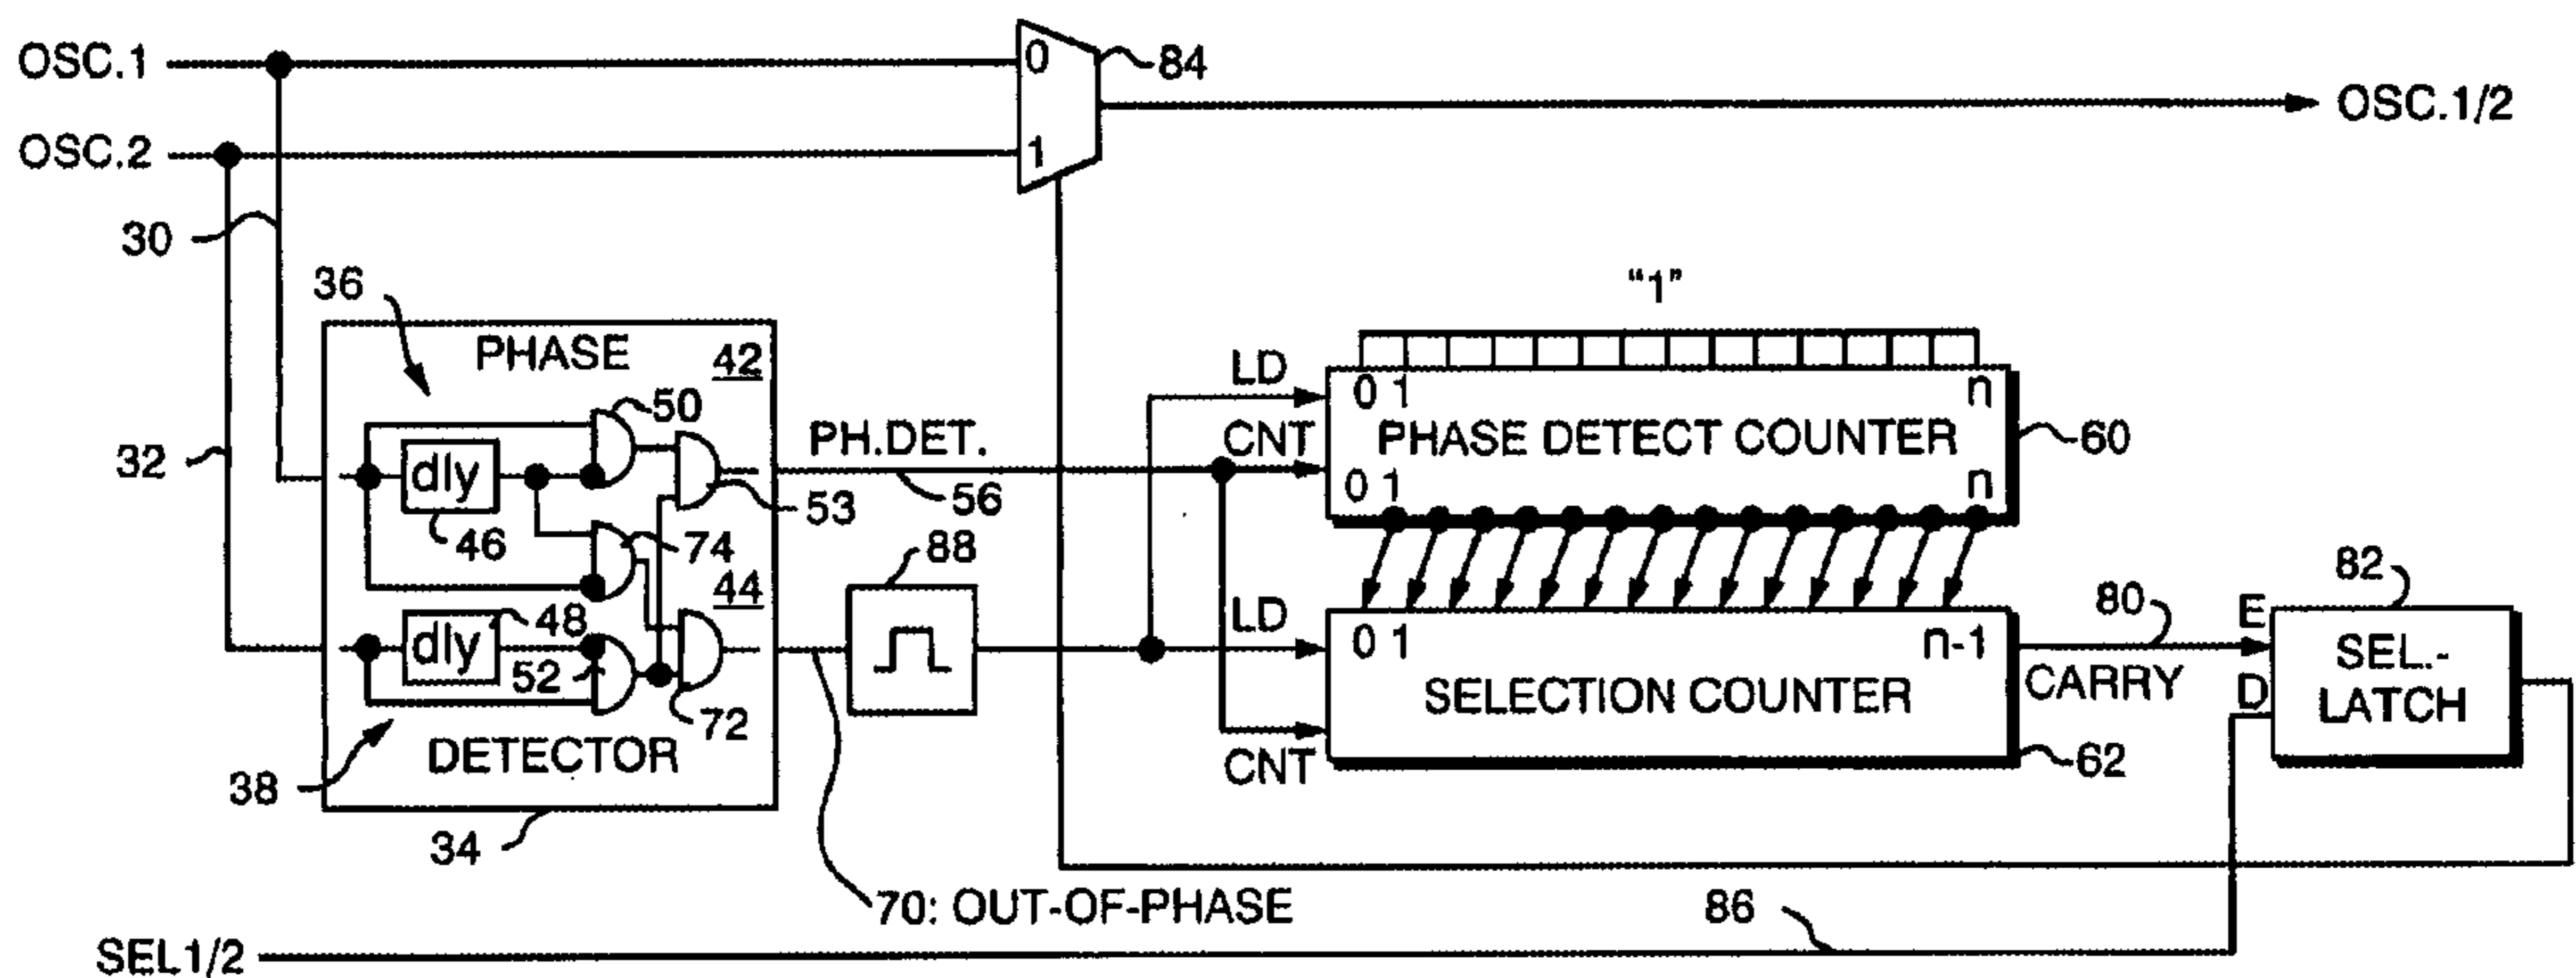 OSC.1
0
84
OSC.1/2
OSC.2
1
30
36
"1"
PHASE
42
LD
0 1
n
50
PH.DET.
CNT
PHASE DETECT COUNTER
60
32
dly
0 1
n
56
53
46
74
88
82
44
80
E
48
LD
0 1
n-1
dly
52
SEL.-
CARRY
D
SELECTION COUNTER
LATCH
72
DETECTOR
CNT
62
38
34
70: OUT-OF-PHASE
86
SEL1/2